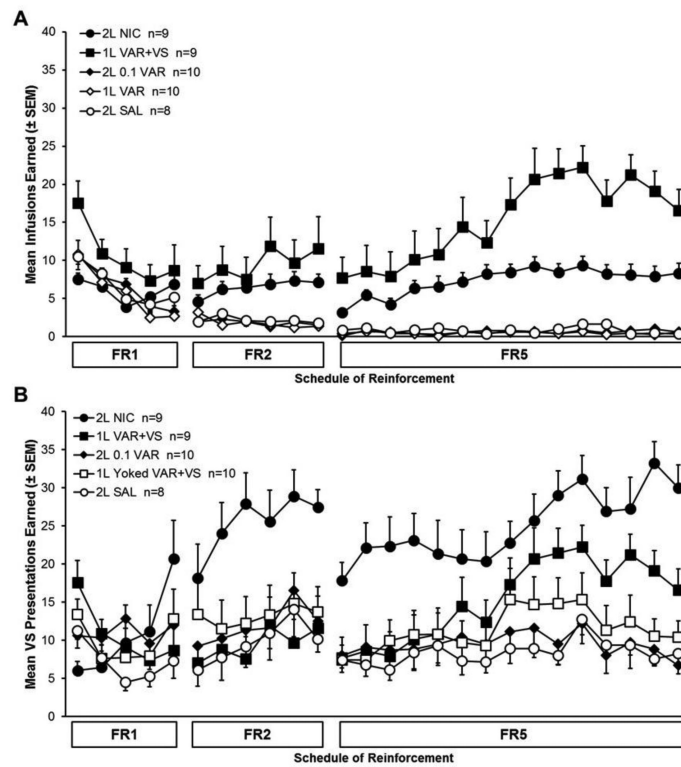 A
Mean Infusions Earned (± SEM)
40
35
30
25
20
15
10
5
0
2L NIC n=9
1L VAR+VS n=9
2L 0.1 VAR n=10
1L VAR n=10
2L SAL n=8
FR1 FR2 FR5
Schedule of Reinforcement
B
Mean VS Presentations Earned (± SEM)
40
35
30
25
20
15
10
5
0
2L NIC n=9
1L VAR+VS n=9
2L 0.1 VAR n=10
1L Yoked VAR+VS n=10
2L SAL n=8
FR1 FR2 FR5
Schedule of Reinforcement